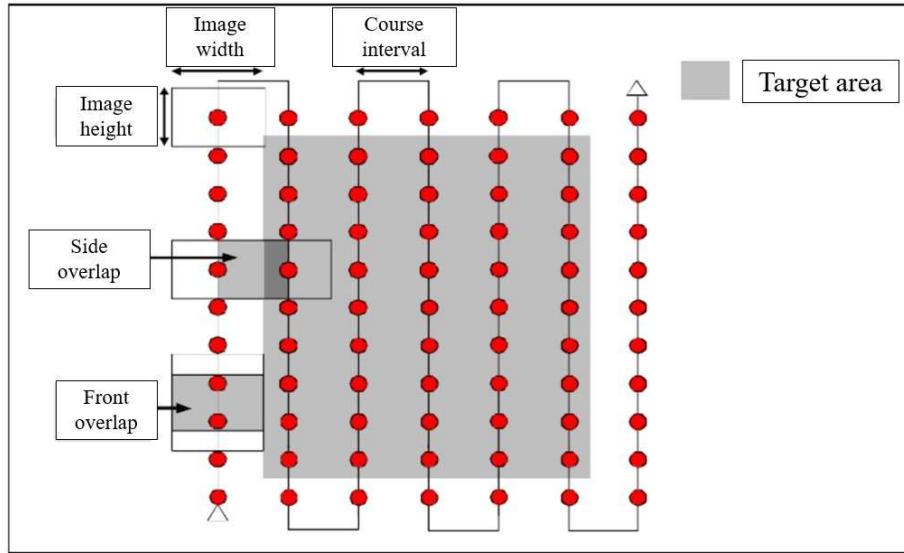 Image
width
Course
interval
Target area
Image
height
Side
overlap
Front
overlap